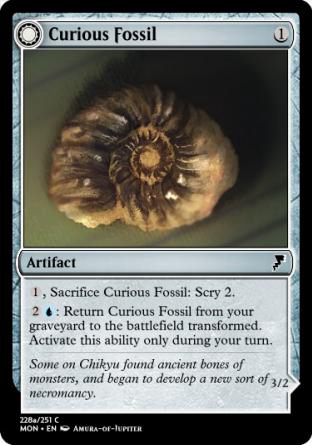 Curious Fossil 1
Artifact
1, Sacrifice Curious Fossil: Scry 2.
2: Return Curious Fossil from your
graveyard to the battlefield transformed.
Activate this ability only during your turn.
Some on Chikyu found ancient bones of
monsters, and began to develop a new sort of
necromancy.
3/2
228a/251 C
MON • EN Amura-of-Jupiter